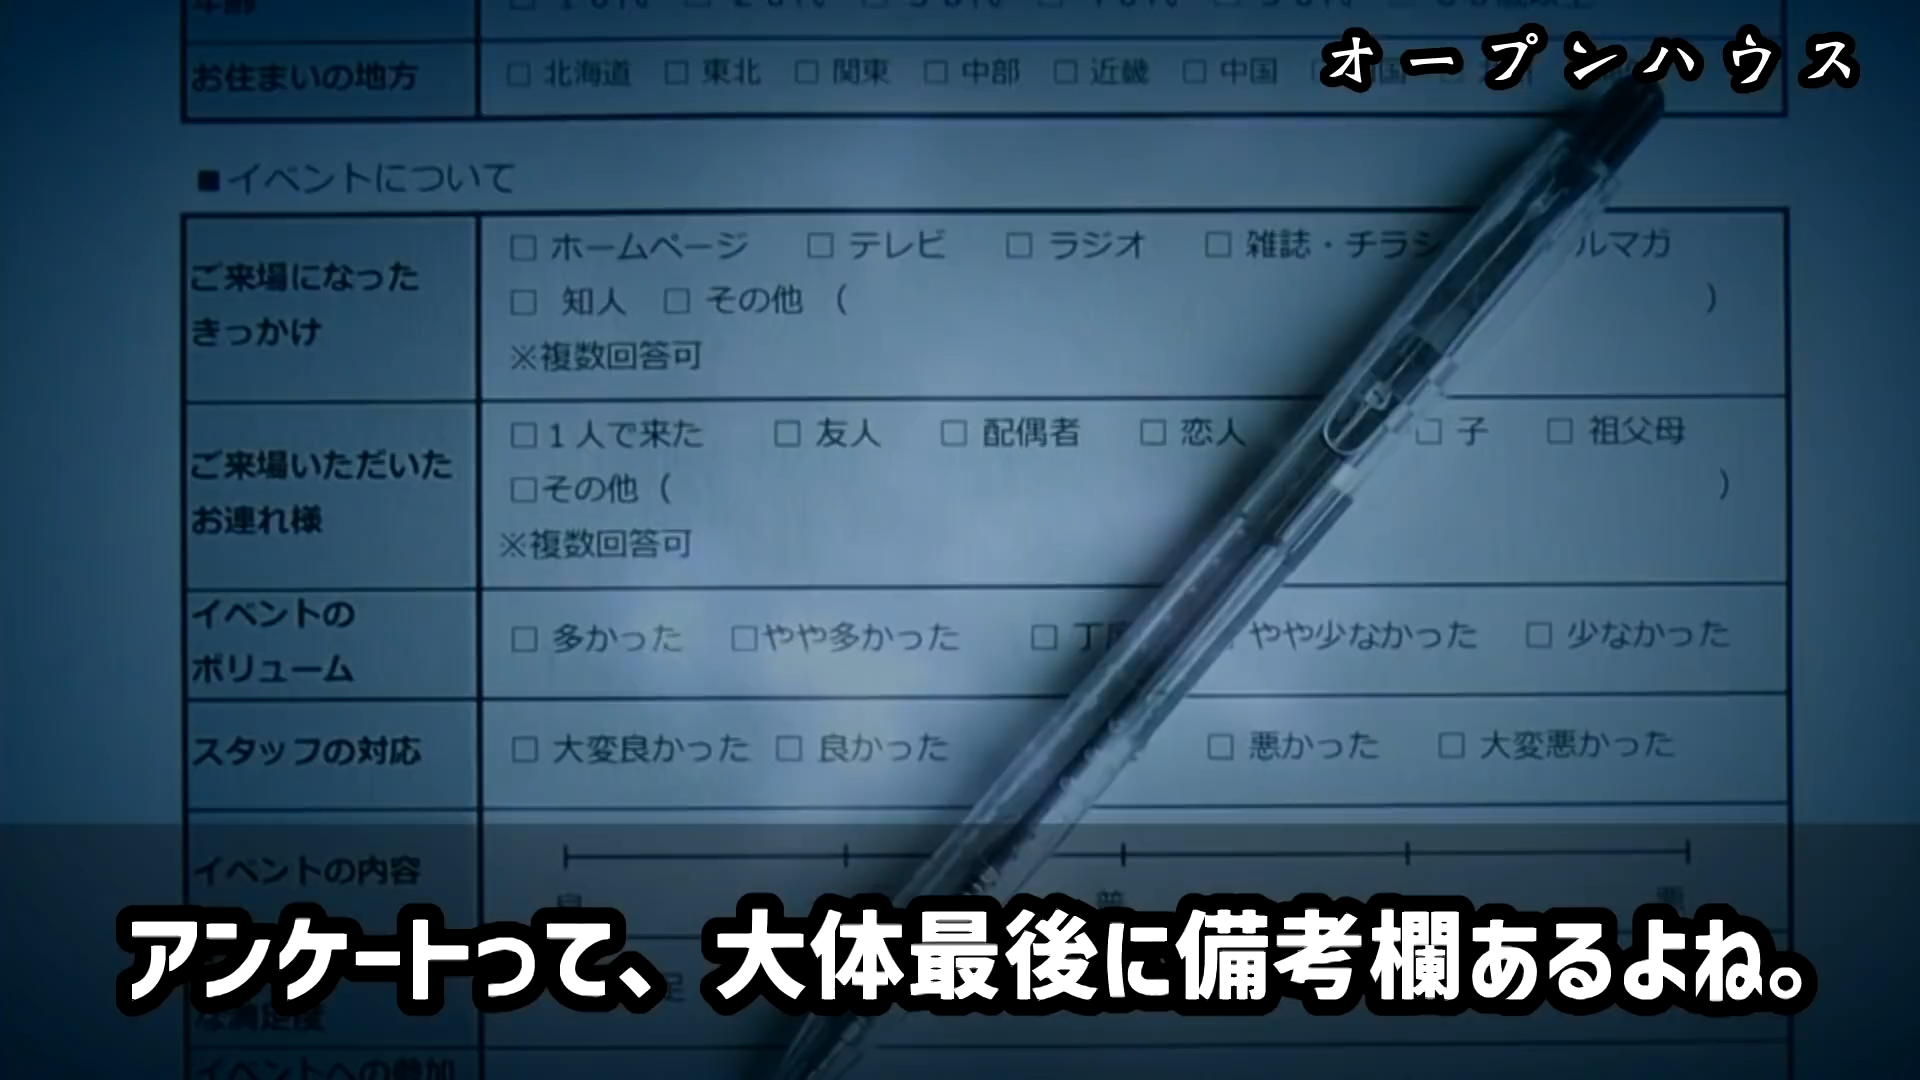 オープンハウス
お住まいの地方 □ 北海道 □ 東北 □ 関東 □ 中部 □ 近畿 □ 中国
■イベントについて
ご来場になった
きっかけ
□ ホームページ □ テレビ □ ラジオ □ 雑誌・チラシ ルマガ
□ 知人 □ その他 ( )
※複数回答可
ご来場いただいた
お連れ様
□1人で来た □ 友人 □ 配偶者 □ 恋人 □ 子 □ 祖父母
□その他 ( )
※複数回答可
イベントの
ボリューム
□ 多かった □やや多かった □ 丁 やや少なかった □ 少なかった
スタッフの対応 □ 大変良かった □ 良かった □ 悪かった □ 大変悪かった
イベントの内容
アンケートって、大体最後に備考欄あるよね。
イベントへの参加